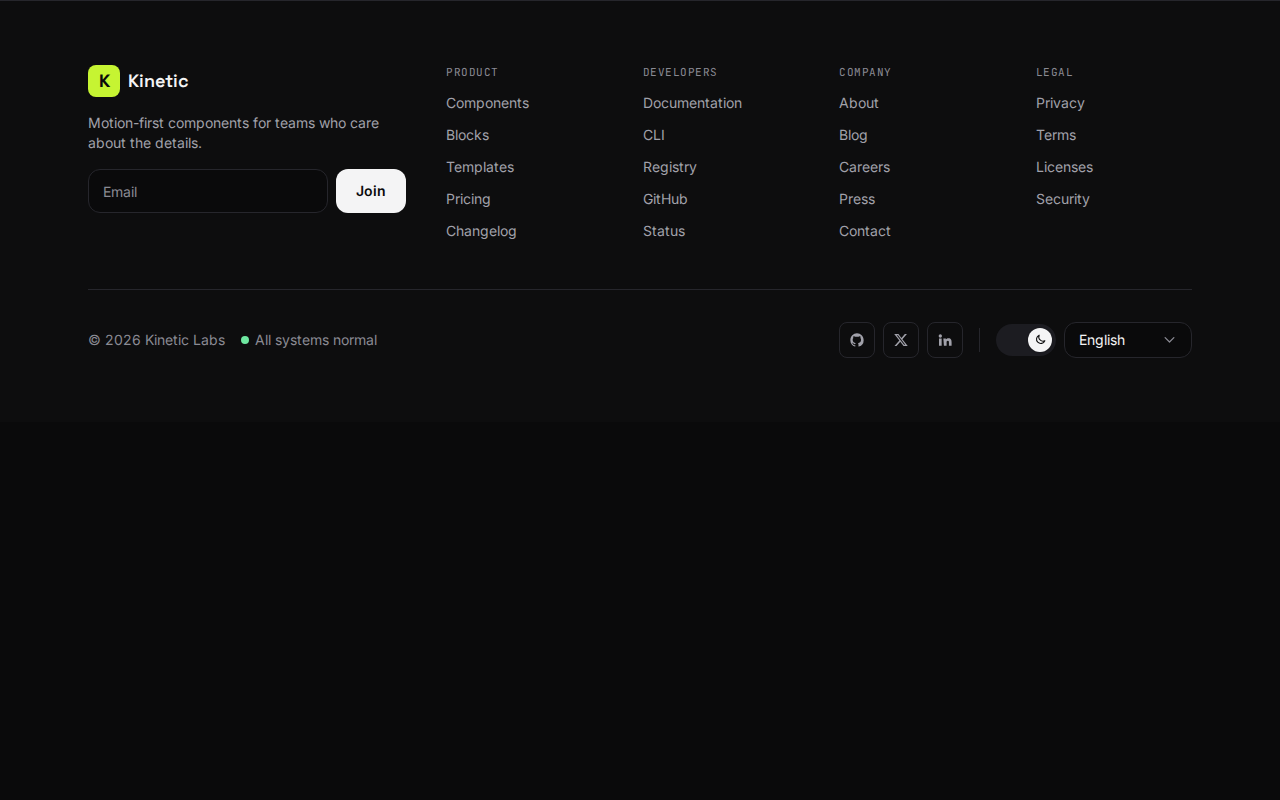 K Kinetic
Motion-first components for teams who care
about the details.
Email
Join
PRODUCT
Components
Blocks
Templates
Pricing
Changelog
DEVELOPERS
Documentation
CLI
Registry
GitHub
Status
COMPANY
About
Blog
Careers
Press
Contact
LEGAL
Privacy
Terms
Licenses
Security
© 2026 Kinetic Labs
All systems normal
English